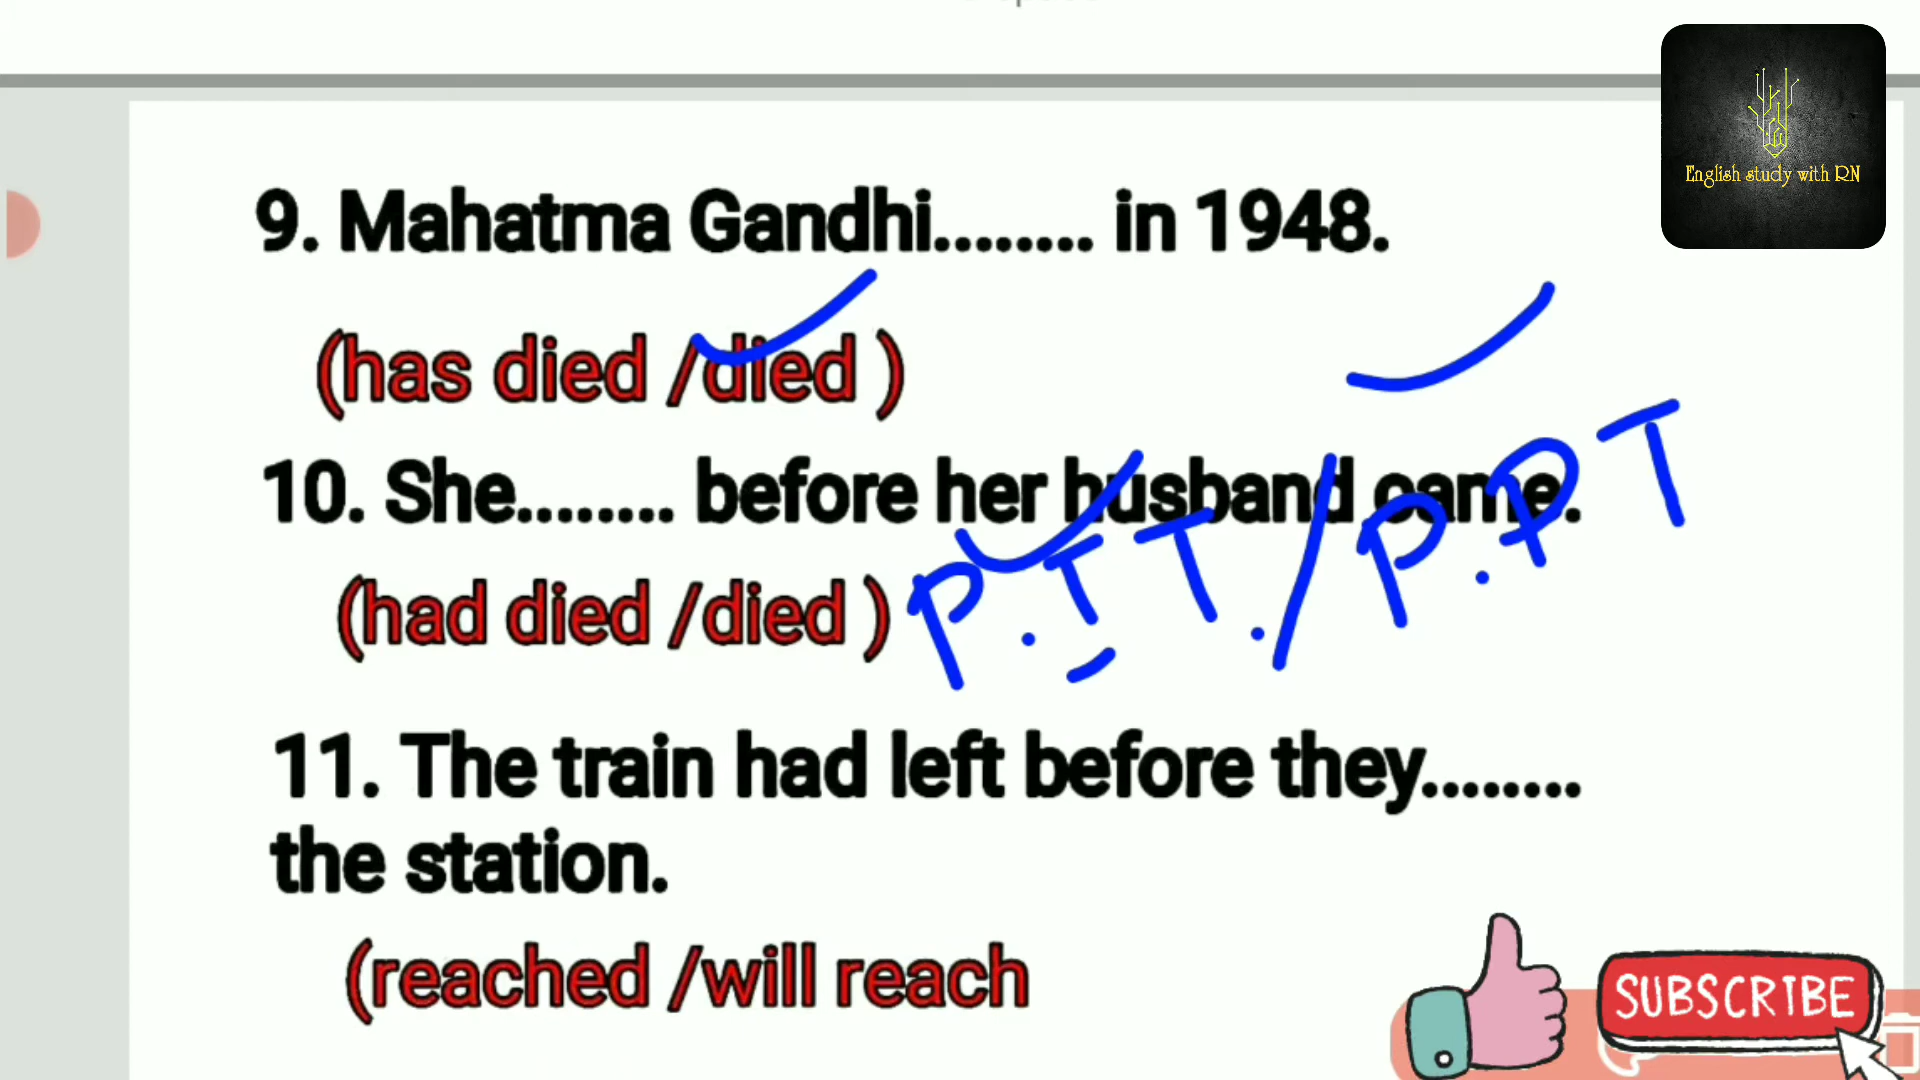 English study with RN
9. Mahatma Gandhi........ in 1948.
(has died /died )
10. She........ before her husband came.
(had died /died )
P.I T./P.PT
11. The train had left before they........
the station.
(reached /will reach
SUBSCRIBE